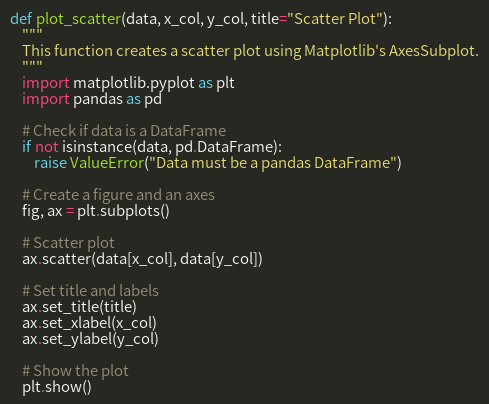 def plot_scatter(data, x_col, y_col, title="Scatter Plot"):
    """
    This function creates a scatter plot using Matplotlib's AxesSubplot.
    """
    import matplotlib.pyplot as plt
    import pandas as pd

    # Check if data is a DataFrame
    if not isinstance(data, pd.DataFrame):
        raise ValueError("Data must be a pandas DataFrame")

    # Create a figure and an axes
    fig, ax = plt.subplots()

    # Scatter plot
    ax.scatter(data[x_col], data[y_col])

    # Set title and labels
    ax.set_title(title)
    ax.set_xlabel(x_col)
    ax.set_ylabel(y_col)

    # Show the plot
    plt.show()